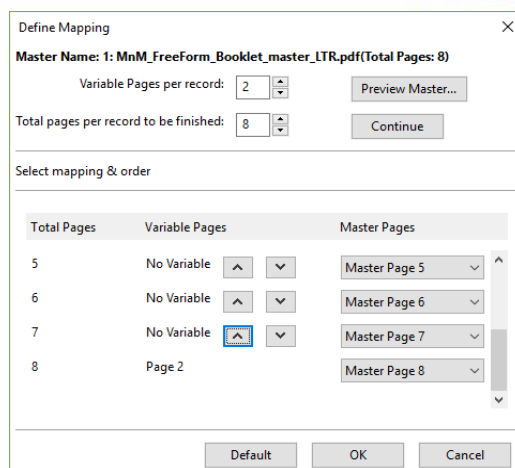 Define Mapping
Master Name: 1: MnM_FreeForm_Booklet_master_LTR.pdf(Total Pages: 8)
Variable Pages per record: 2 Preview Master...
Total pages per record to be finished: 8 Continue
Select mapping & order
Total Pages Variable Pages Master Pages
5 No Variable Master Page 5
6 No Variable Master Page 6
7 No Variable Master Page 7
8 Page 2 Master Page 8
Default OK Cancel